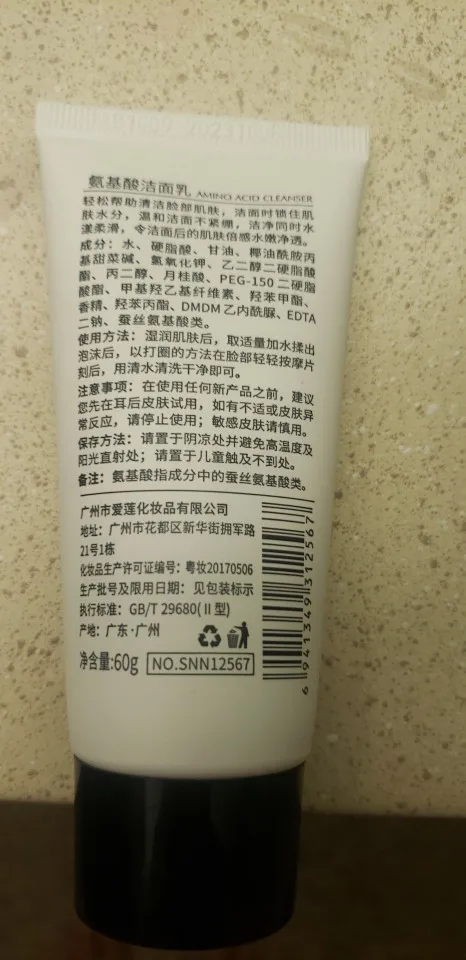 氨基酸洁面乳 AMINO ACID CLEANSER
轻松帮助清洁脸部肌肤，洁面时锁住肌
肤水分，温和洁面不紧绷，洁净同时水
漾柔滑，令洁面后的肌肤倍感水嫩净透。
成分：水、硬脂酸、甘油、椰油酰胺丙
基甜菜碱、氢氧化钾、乙二醇二硬脂酸
酯、丙二醇、月桂酸、PEG-150 二硬脂
酸酯、甲基羟乙基纤维素、羟苯甲酯、
香精、羟苯丙酯、DMDM 乙内酰脲、EDTA
二钠、蚕丝氨基酸类。
使用方法：湿润肌肤后，取适量加水揉出
泡沫后，以打圈的方法在脸部轻轻按摩片
刻后，用清水清洗干净即可。
注意事项：在使用任何新产品之前，建议
您先在耳后皮肤试用，如有不适或皮肤异
常反应，请停止使用；敏感皮肤请慎用。
保存方法：请置于阴凉处并避免高温度及
阳光直射处；请置于儿童触及不到处。
备注：氨基酸指成分中的蚕丝氨基酸类。
广州市爱莲化妆品有限公司
地址：广州市花都区新华街拥军路
21号1栋
化妆品生产许可证编号：粤妆20170506
生产批号及限用日期：见包装标示
执行标准：GB/T 29680(Ⅱ型)
产地：广东·广州
净含量:60g NO.SNN12567
6 941349 312567